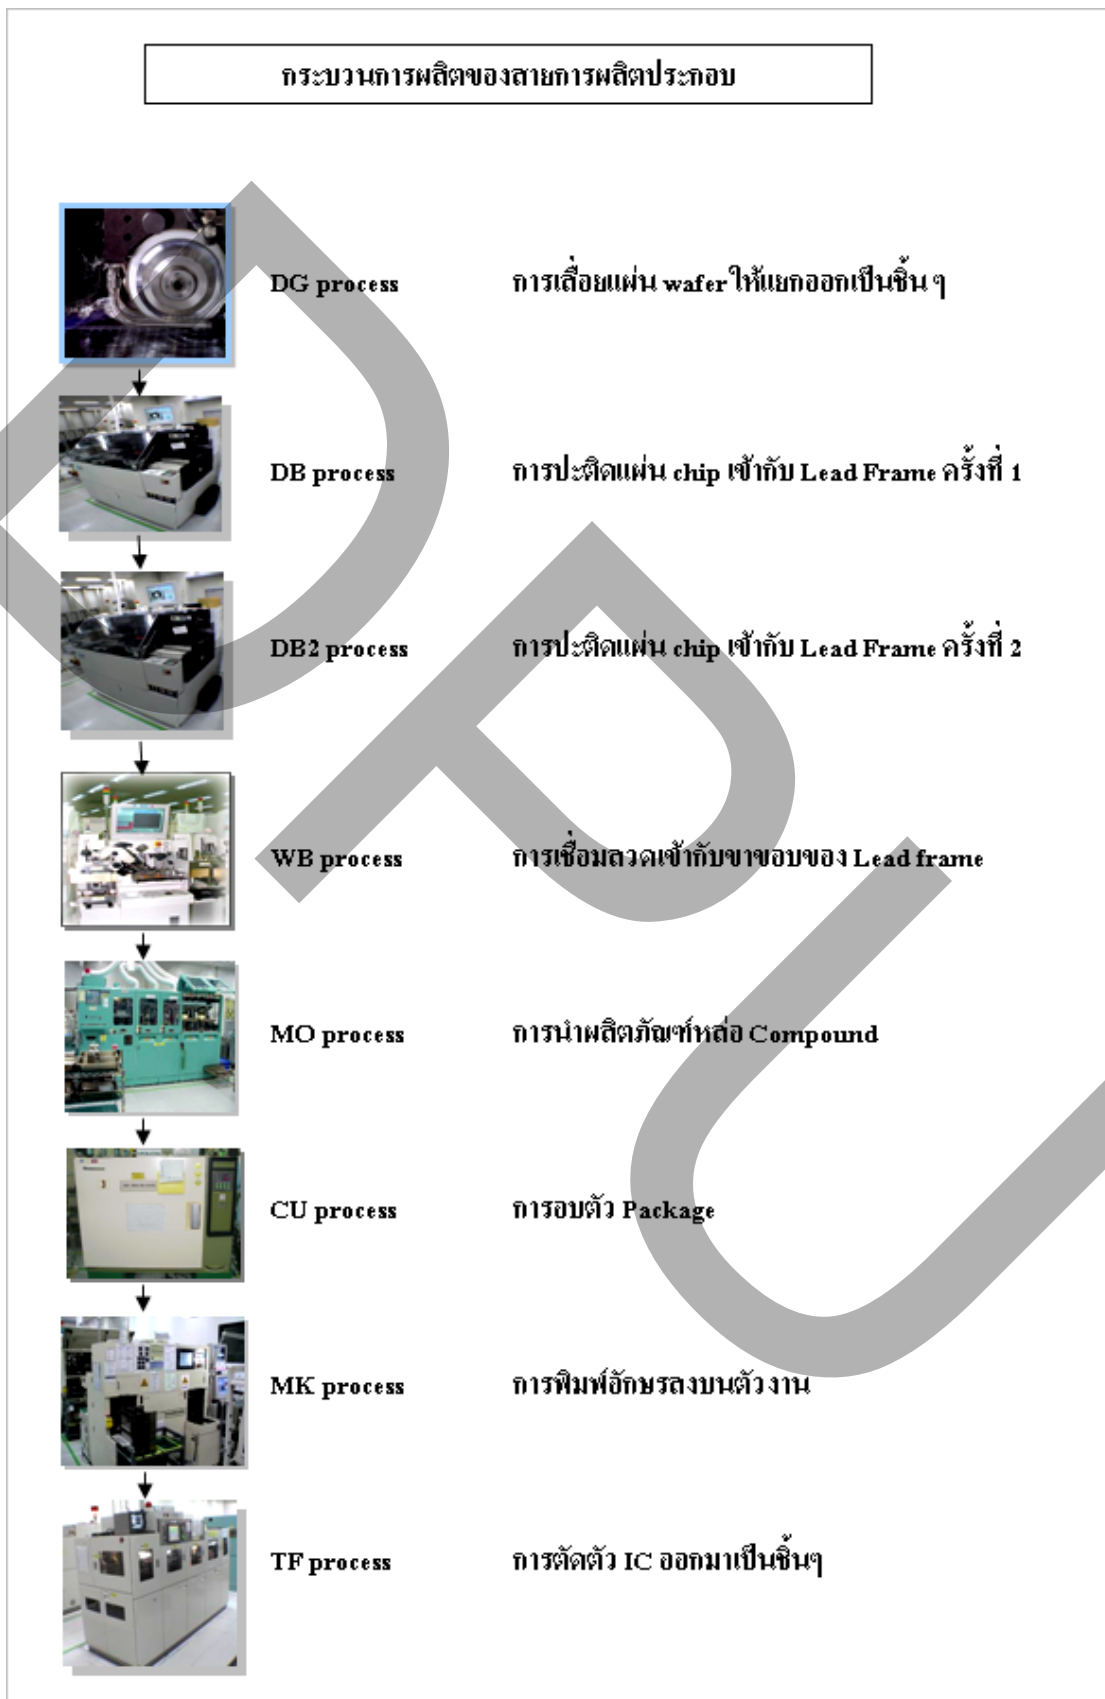 กระบวนการผลิตของสายการผลิตประกอบ
DG process การเลื่อยแผ่น wafer ให้แยกออกเป็นชิ้น ๆ
DB process การปะติดแผ่น chip เข้ากับ Lead Frame ครั้งที่ 1
DB2 process การปะติดแผ่น chip เข้ากับ Lead Frame ครั้งที่ 2
WB process การเชื่อมลวดเข้ากับขาขอบของ Lead frame
MO process การนำผลิตภัณฑ์หล่อ Compound
CU process การอบตัว Package
MK process การพิมพ์อักษรลงบนตัวงาน
TF process การตัดตัว IC ออกมาเป็นชิ้นๆ
DPU